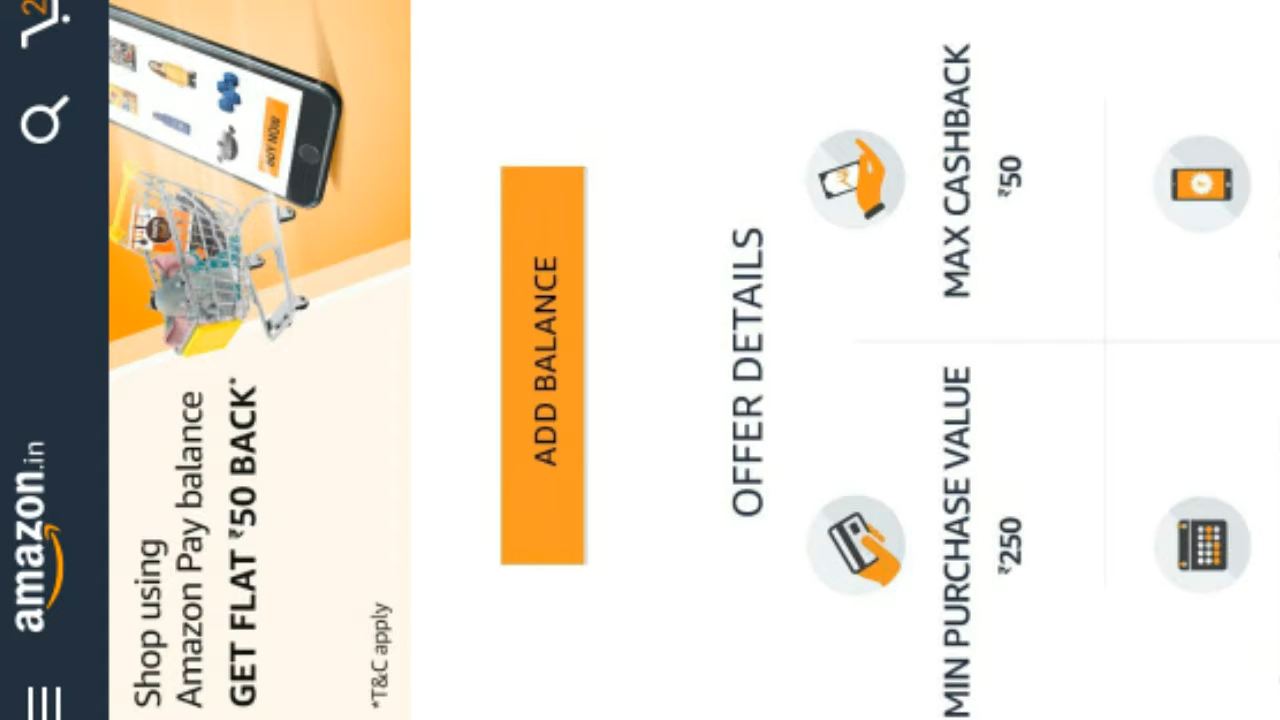 amazon.in
2
Shop using
Amazon Pay balance
GET FLAT ₹50 BACK*
*T&C apply
BUY NOW
ADD BALANCE
OFFER DETAILS
MIN PURCHASE VALUE
₹250
MAX CASHBACK
₹50